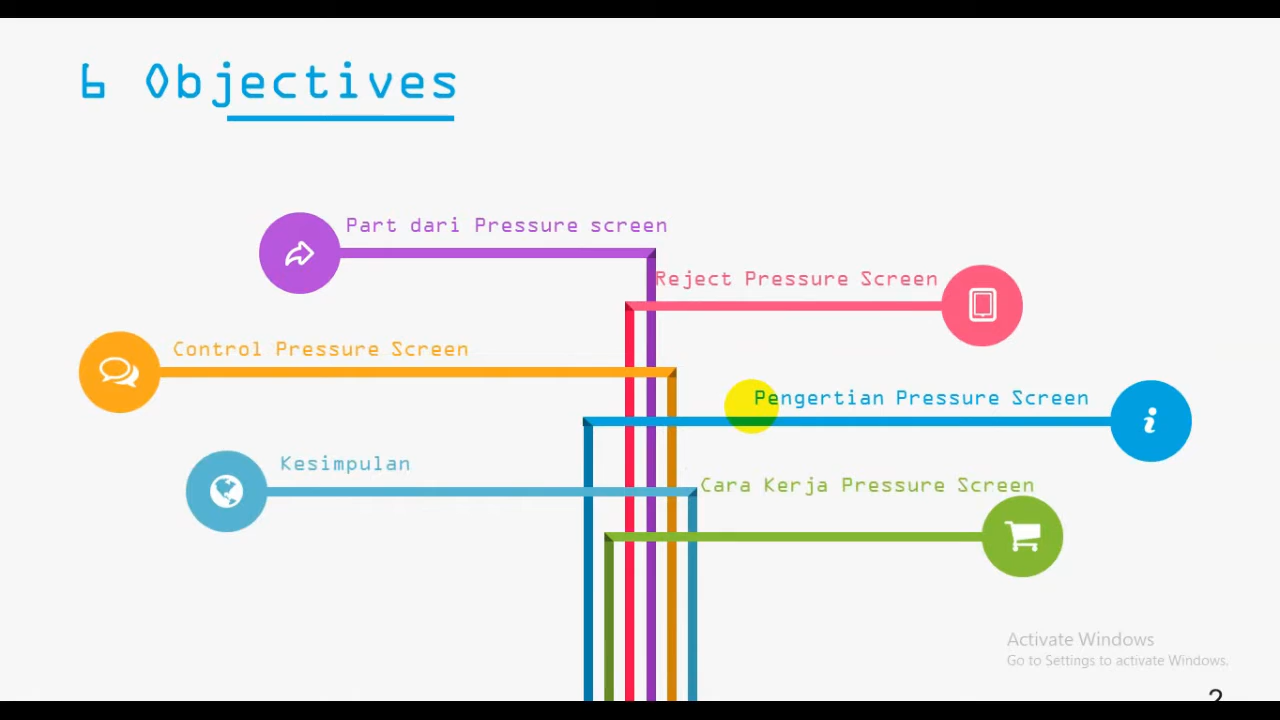 6 Objectives
Part dari Pressure screen
Reject Pressure Screen
Control Pressure Screen
Pengertian Pressure Screen
Kesimpulan
Cara Kerja Pressure Screen
Activate Windows
Go to Settings to activate Windows.
2